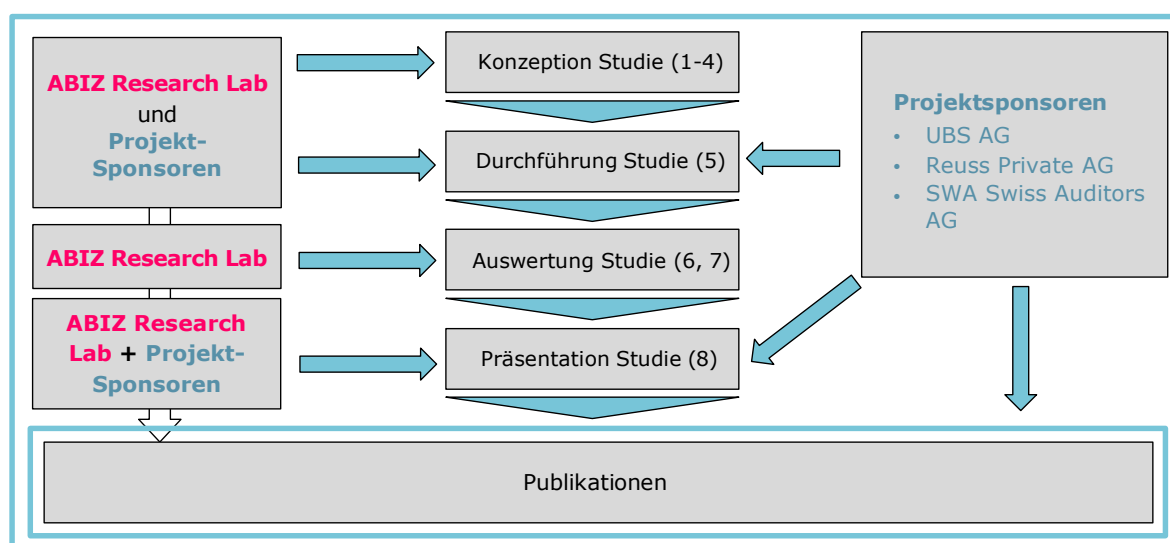 ABIZ Research Lab
und
Projekt-
Sponsoren
ABIZ Research Lab
ABIZ Research
Lab + Projekt-
Sponsoren
Konzeption Studie (1-4)
Durchführung Studie (5)
Auswertung Studie (6, 7)
Präsentation Studie (8)
Projektsponsoren
• UBS AG
• Reuss Private AG
• SWA Swiss Auditors
AG
Publikationen